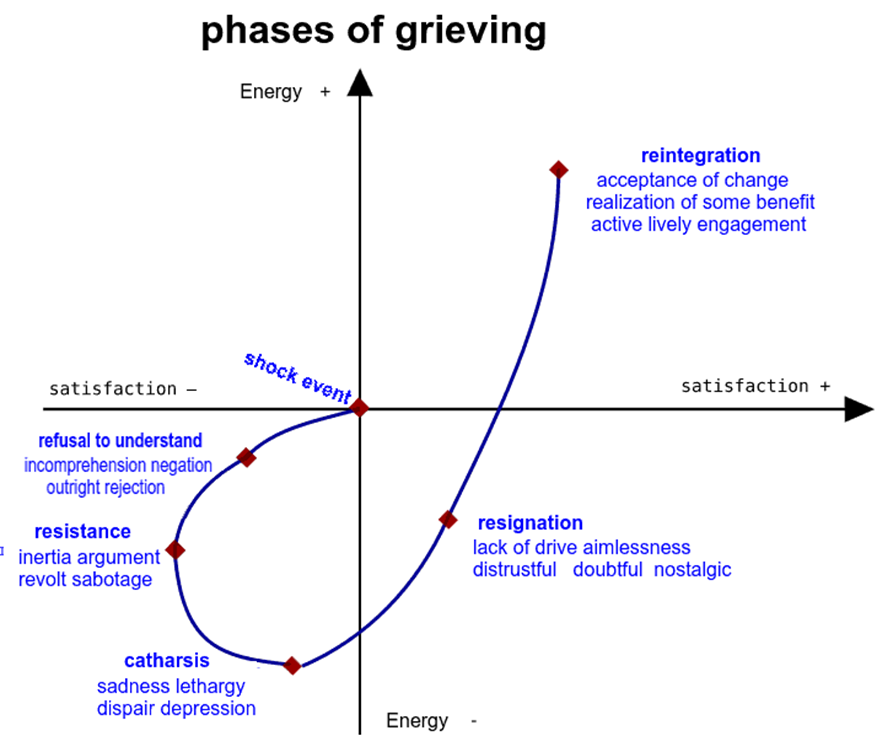 phases of grieving
Energy +
reintegration
acceptance of change
realization of some benefit
active lively engagement
shock event
satisfaction –
satisfaction +
refusal to understand
incomprehension negation
outright rejection
resistance
inertia argument
revolt sabotage
resignation
lack of drive aimlessness
distrustful doubtful nostalgic
catharsis
sadness lethargy
dispair depression
Energy -